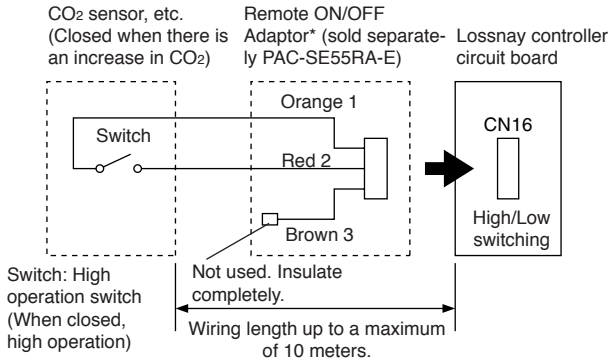 CO2 sensor, etc.
(Closed when there is
an increase in CO2)
Remote ON/OFF
Adaptor* (sold separate-
ly PAC-SE55RA-E)
Lossnay controller
circuit board
Orange 1
Switch
Red 2
Brown 3
CN16
High/Low
switching
Switch: High
operation switch
(When closed,
high operation)
Not used. Insulate
completely.
Wiring length up to a maximum
of 10 meters.